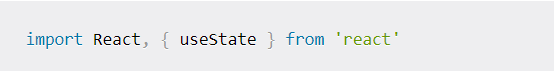 import React, { useState } from 'react'